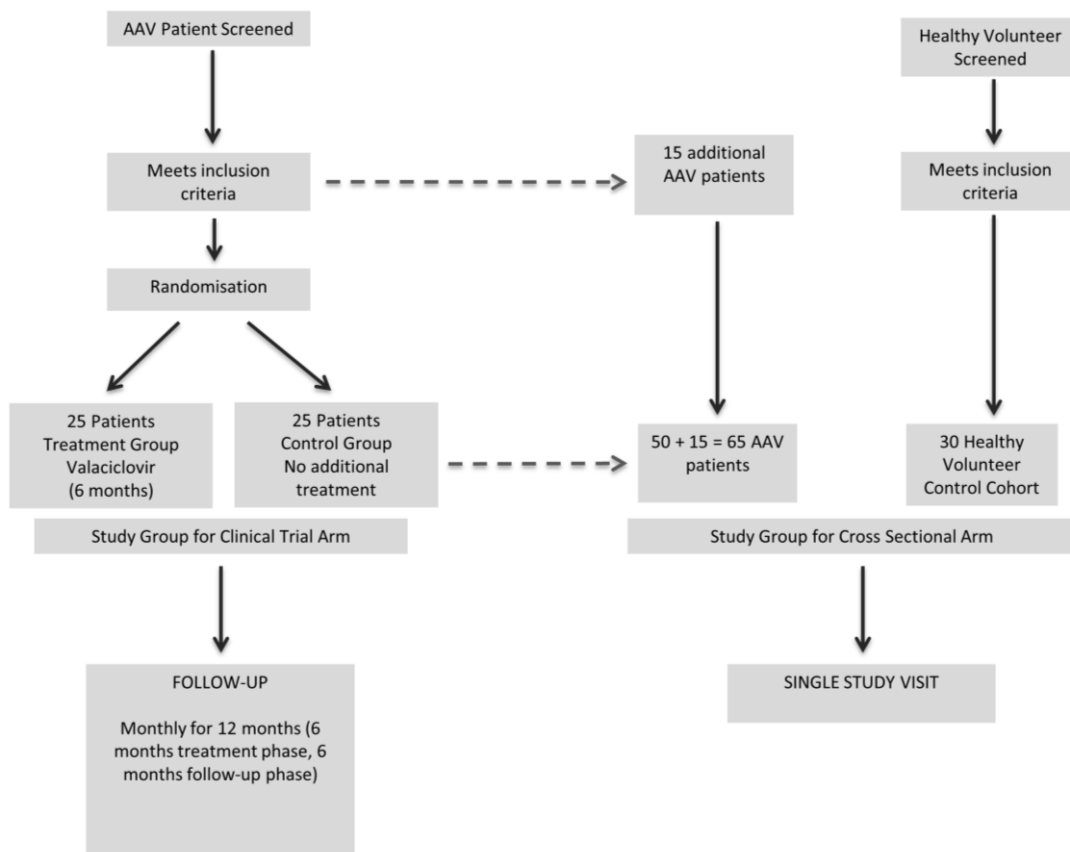 AAV Patient Screened
Healthy Volunteer
Screened
Meets inclusion
criteria
15 additional
AAV patients
Meets inclusion
criteria
Randomisation
25 Patients
Treatment Group
Valaciclovir
(6 months)
25 Patients
Control Group
No additional
treatment
50 + 15 = 65 AAV
patients
30 Healthy
Volunteer
Control Cohort
Study Group for Clinical Trial Arm
Study Group for Cross Sectional Arm
FOLLOW-UP
Monthly for 12 months (6
months treatment phase, 6
months follow-up phase)
SINGLE STUDY VISIT